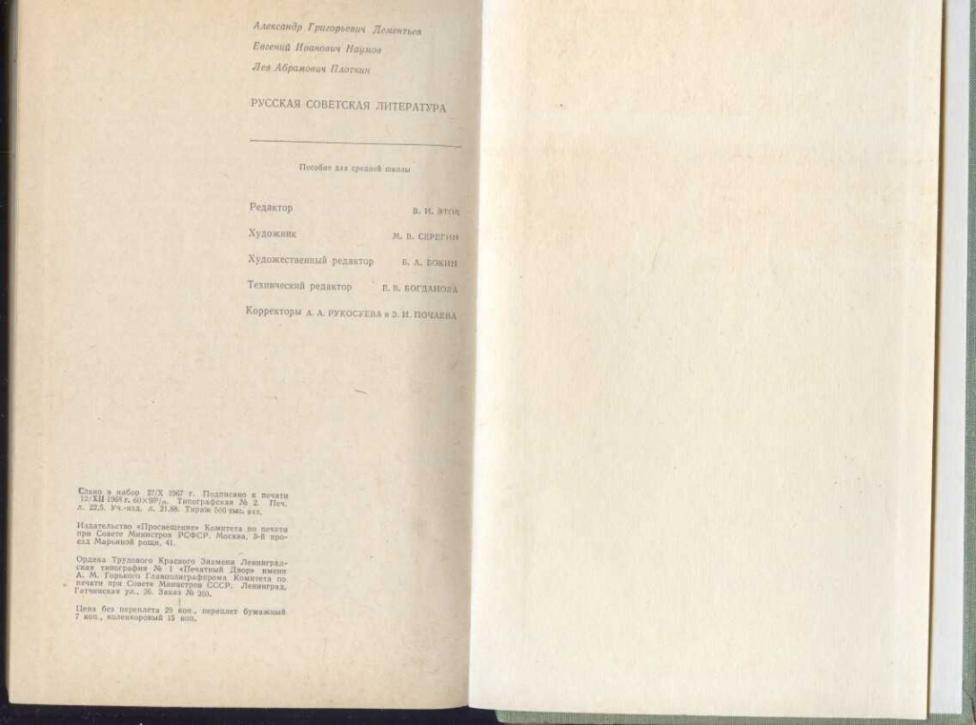 Александр Григорьевич Дементьев
Евгений Иванович Наумов
Лев Абрамович Плоткин
РУССКАЯ СОВЕТСКАЯ ЛИТЕРАТУРА
Пособие для средней школы
Редактор В. И. ЭТОВ
Художник М. В. СЕРЕГИН
Художественный редактор В. А. БОКИН
Технический редактор Е. В. БОГДАНОВА
Корректоры А. А. РУКОСУЕВА и Э. И. ПОЧАЕВА
Сдано в набор 27/X 1967 г. Подписано к печати
12/XII 1968 г. Типографская № 2. Печ.
л. 22,5. Уч.-изд. л. 21,88. Тираж 500 тыс. экз.
Издательство «Просвещение» Комитета по печати
при Совете Министров РСФСР. Москва, 3-й про-
езд Марьиной рощи, 41.
Ордена Трудового Красного Знамени Ленинград-
ская типография № 1 «Печатный Двор» имени
А. М. Горького Главполиграфпрома Комитета по
печати при Совете Министров СССР. Ленинград,
Гатчинская ул., 26. Заказ №
Цена без переплета 29 коп., переплет бумажный
7 коп., коленкоровый 15 коп.